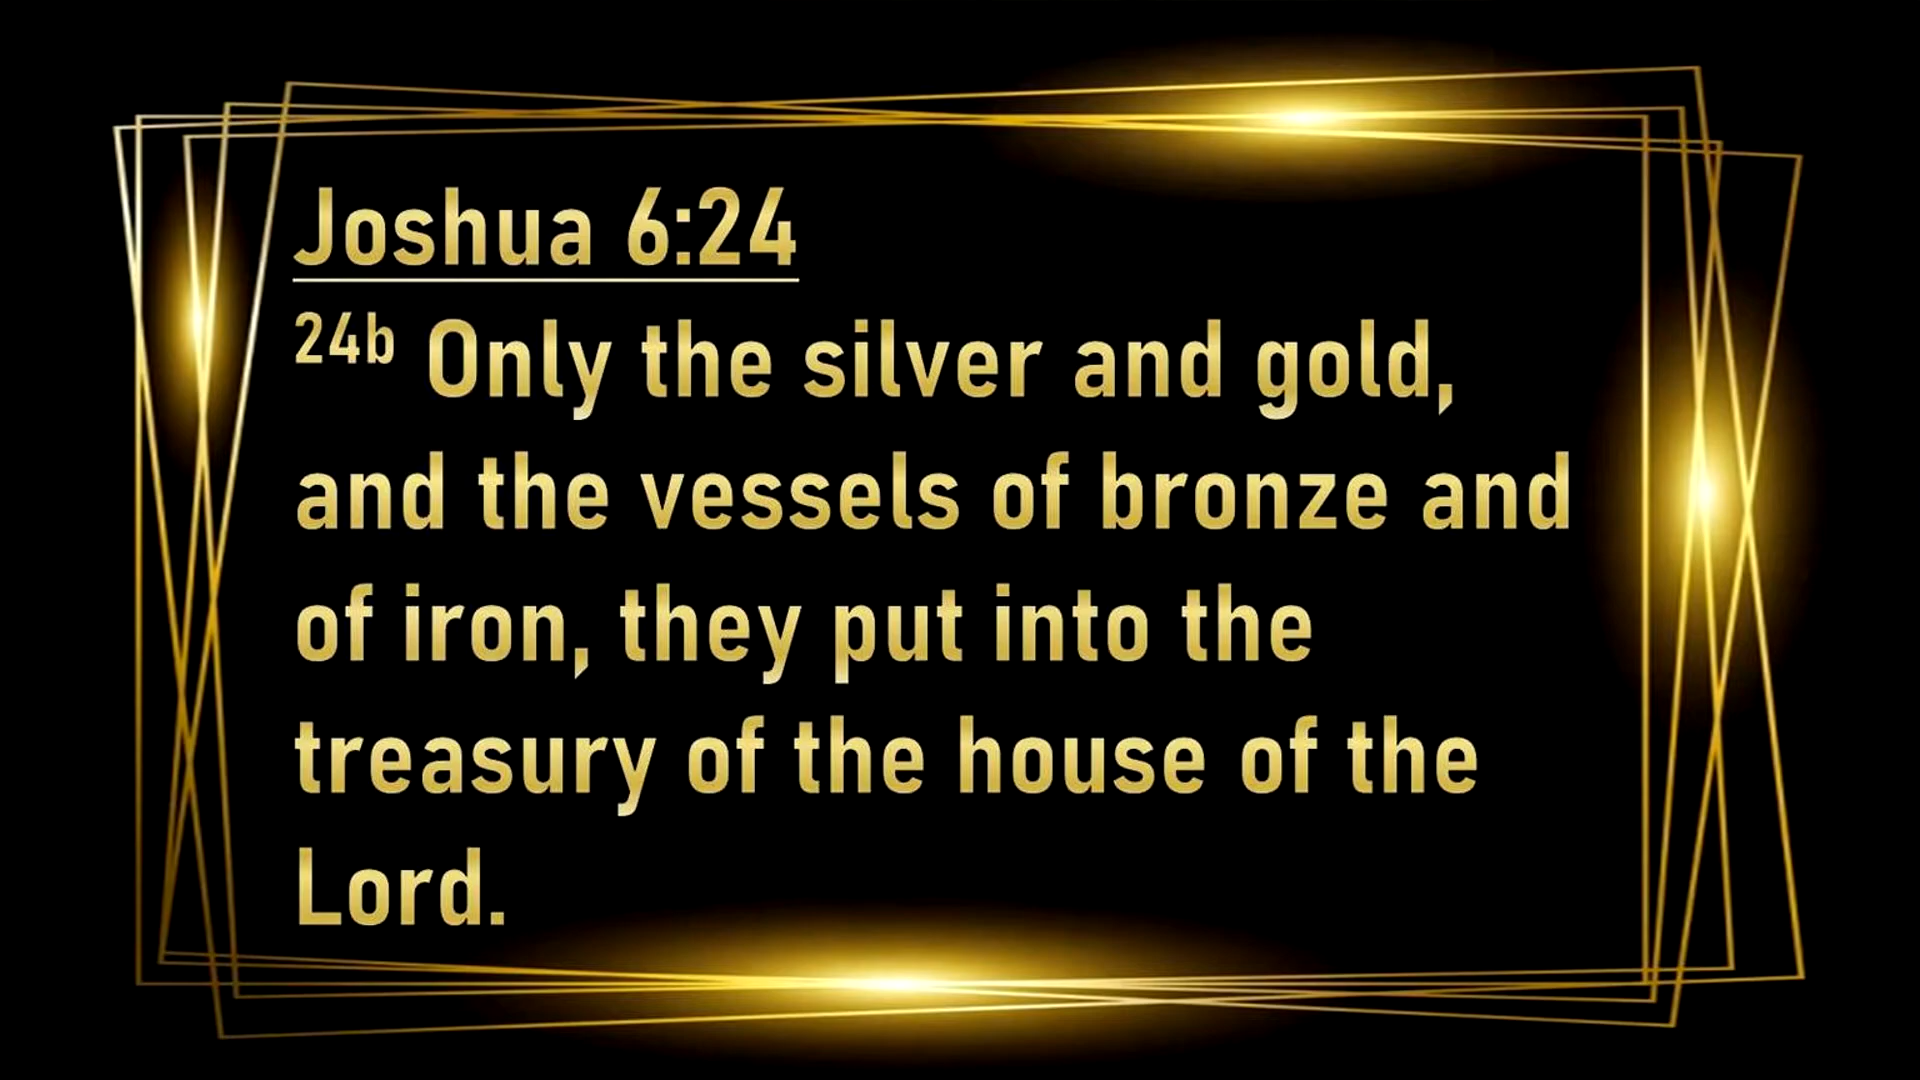 Joshua 6:24
24b Only the silver and gold,
and the vessels of bronze and
of iron, they put into the
treasury of the house of the
Lord.